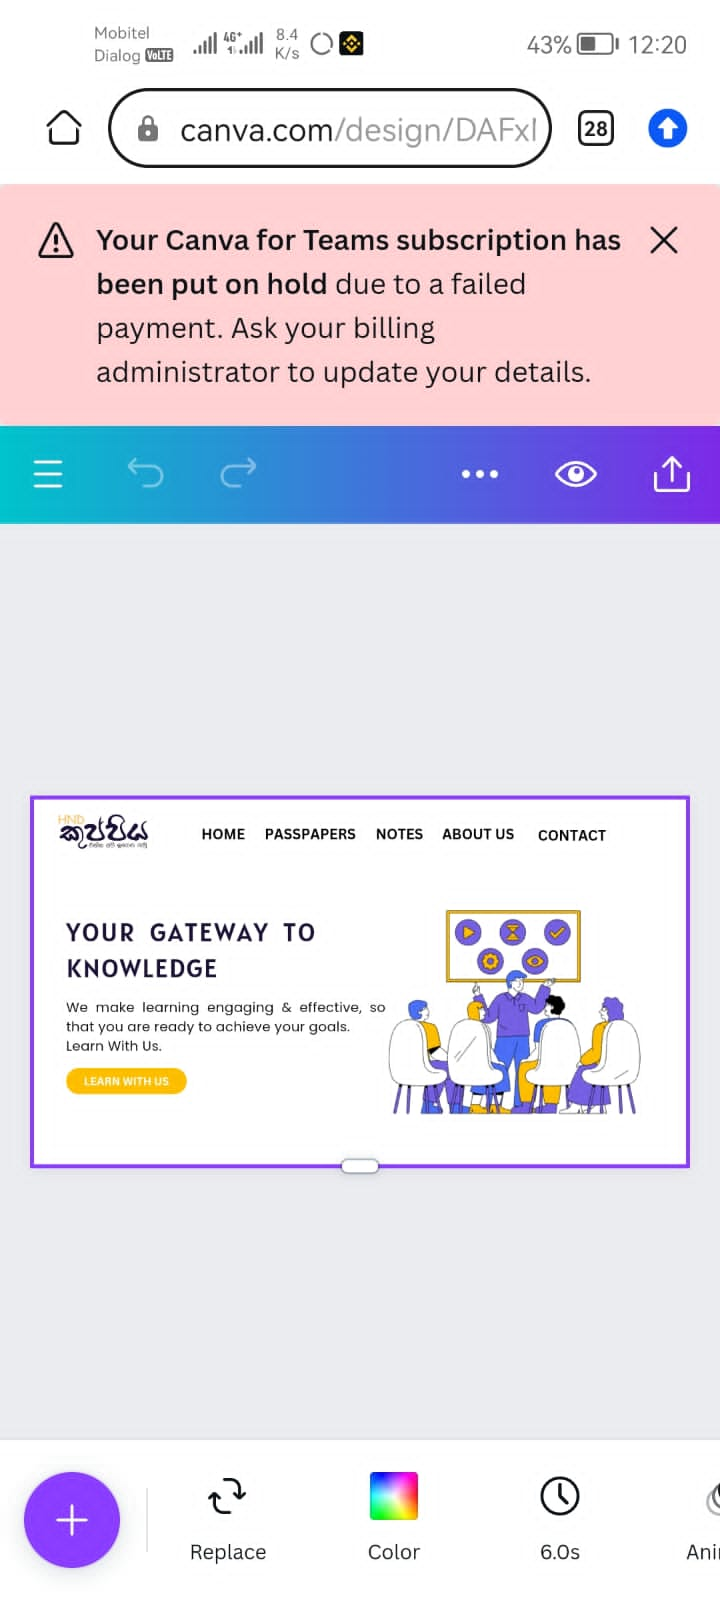 Mobitel
Dialog VoLTE
4G+
8.4
K/s
43%
12:20
canva.com/design/DAFxI
28
Your Canva for Teams subscription has
been put on hold due to a failed
payment. Ask your billing
administrator to update your details.
HND
කුප්පිය
HOME PASSPAPERS NOTES ABOUT US CONTACT
YOUR GATEWAY TO
KNOWLEDGE
We make learning engaging & effective, so
that you are ready to achieve your goals.
Learn With Us.
LEARN WITH US
Replace
Color
6.0s
Ani